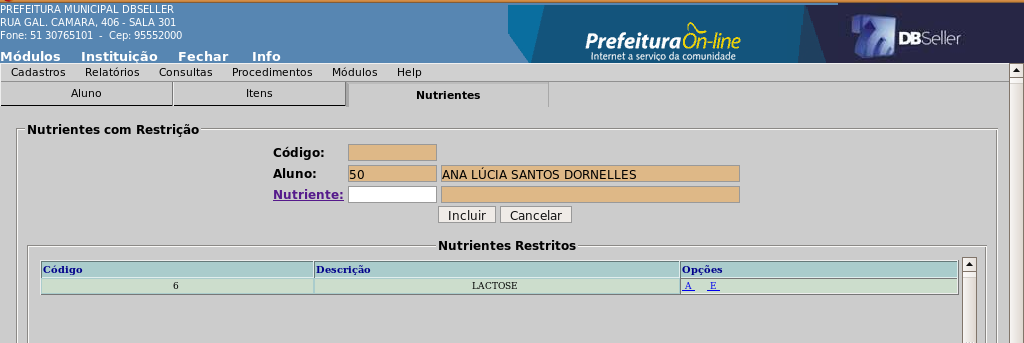 PREFEITURA MUNICIPAL DBSELLER
RUA GAL. CAMARA, 406 - SALA 301
Fone: 51 30765101 - Cep: 95552000
PrefeituraOn-line
Internet a serviço da comunidade
DBSeller
Módulos Instituição Fechar Info
Cadastros Relatórios Consultas Procedimentos Módulos Help
Aluno Itens Nutrientes
Nutrientes com Restrição
Código:
Aluno: 50 ANA LÚCIA SANTOS DORNELLES
Nutriente:
Incluir Cancelar
Nutrientes Restritos
Código Descrição Opções
6 LACTOSE A E